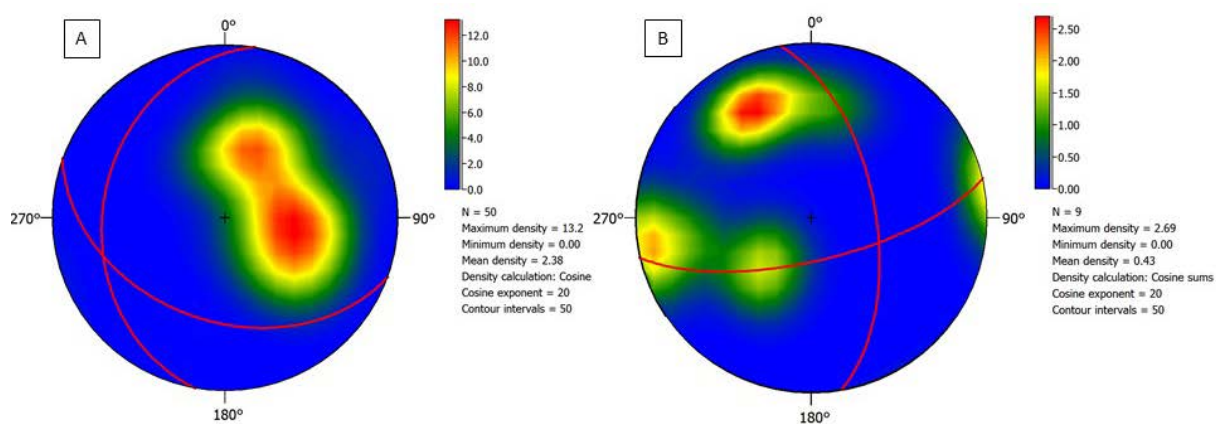 A
0°
270°
90°
180°
12.0
10.0
8.0
6.0
4.0
2.0
0.0
N = 50
Maximum density = 13.2
Minimum density = 0.00
Mean density = 2.38
Density calculation: Cosine
Cosine exponent = 20
Contour intervals = 50
B
0°
270°
90°
180°
2.50
2.00
1.50
1.00
0.50
0.00
N = 9
Maximum density = 2.69
Minimum density = 0.00
Mean density = 0.43
Density calculation: Cosine sums
Cosine exponent = 20
Contour intervals = 50